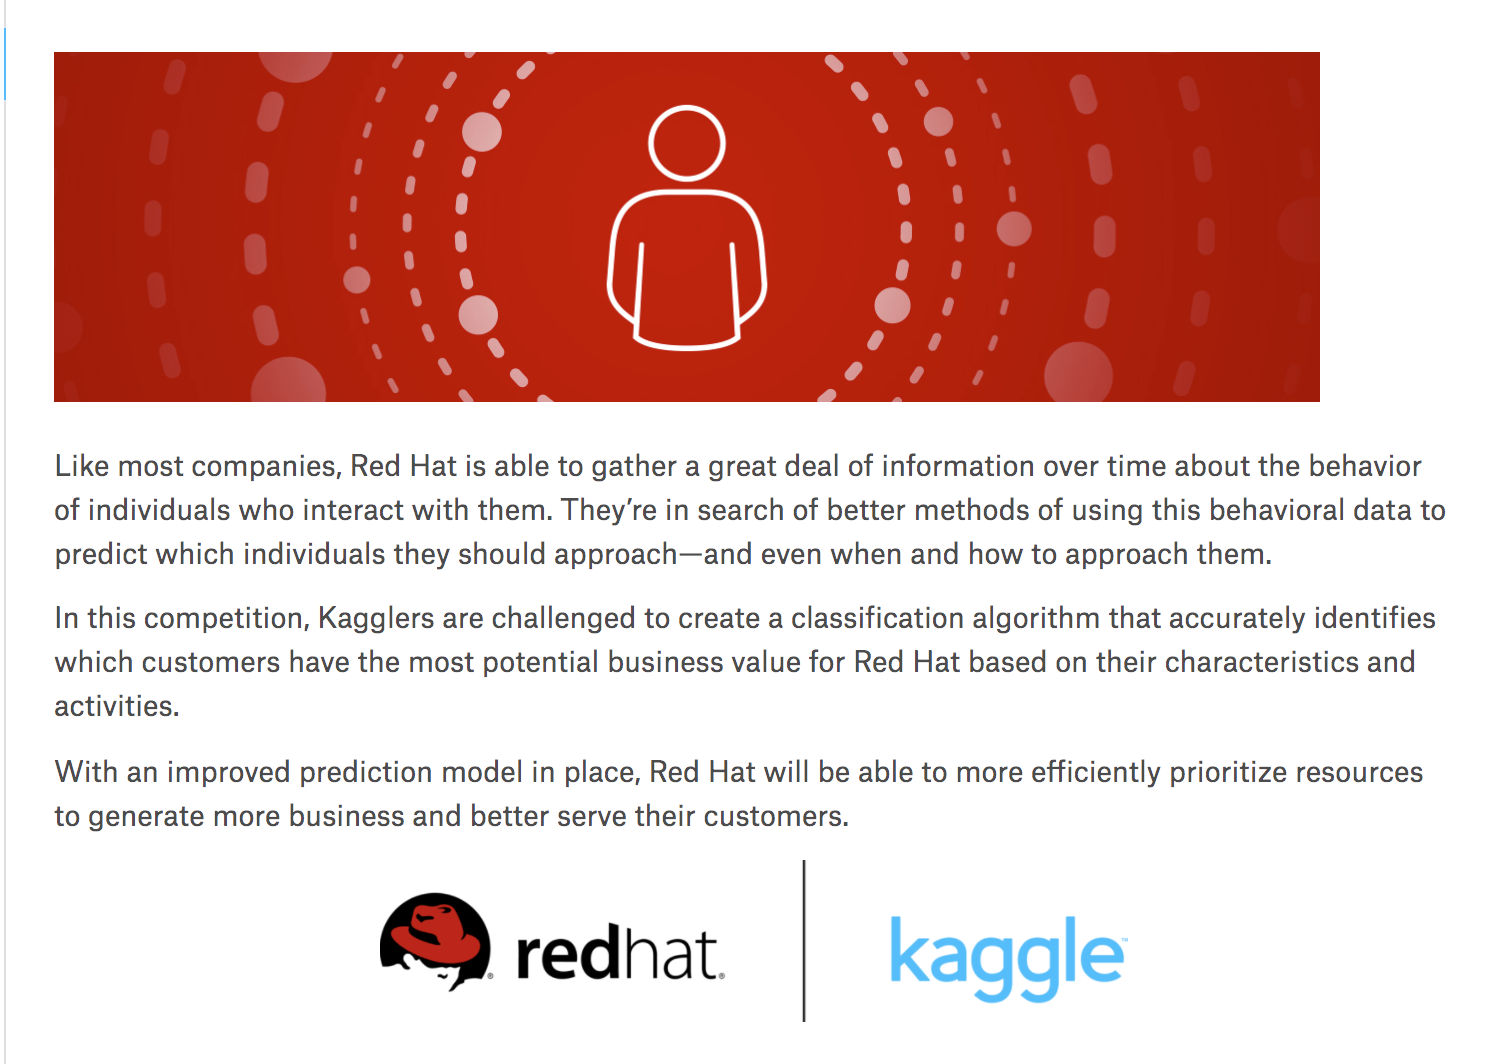 Like most companies, Red Hat is able to gather a great deal of information over time about the behavior
of individuals who interact with them. They’re in search of better methods of using this behavioral data to
predict which individuals they should approach—and even when and how to approach them.
In this competition, Kagglers are challenged to create a classification algorithm that accurately identifies
which customers have the most potential business value for Red Hat based on their characteristics and
activities.
With an improved prediction model in place, Red Hat will be able to more efficiently prioritize resources
to generate more business and better serve their customers.
redhat®
kaggle™